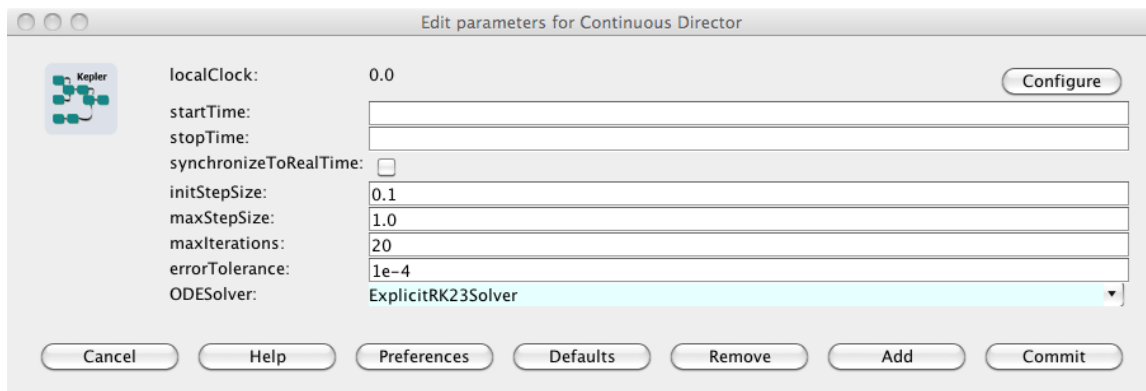 Edit parameters for Continuous Director
Kepler
localClock: 0.0
Configure
startTime:
stopTime:
synchronizeToRealTime:
initStepSize: 0.1
maxStepSize: 1.0
maxIterations: 20
errorTolerance: 1e-4
ODESolver: ExplicitRK23Solver
Cancel Help Preferences Defaults Remove Add Commit